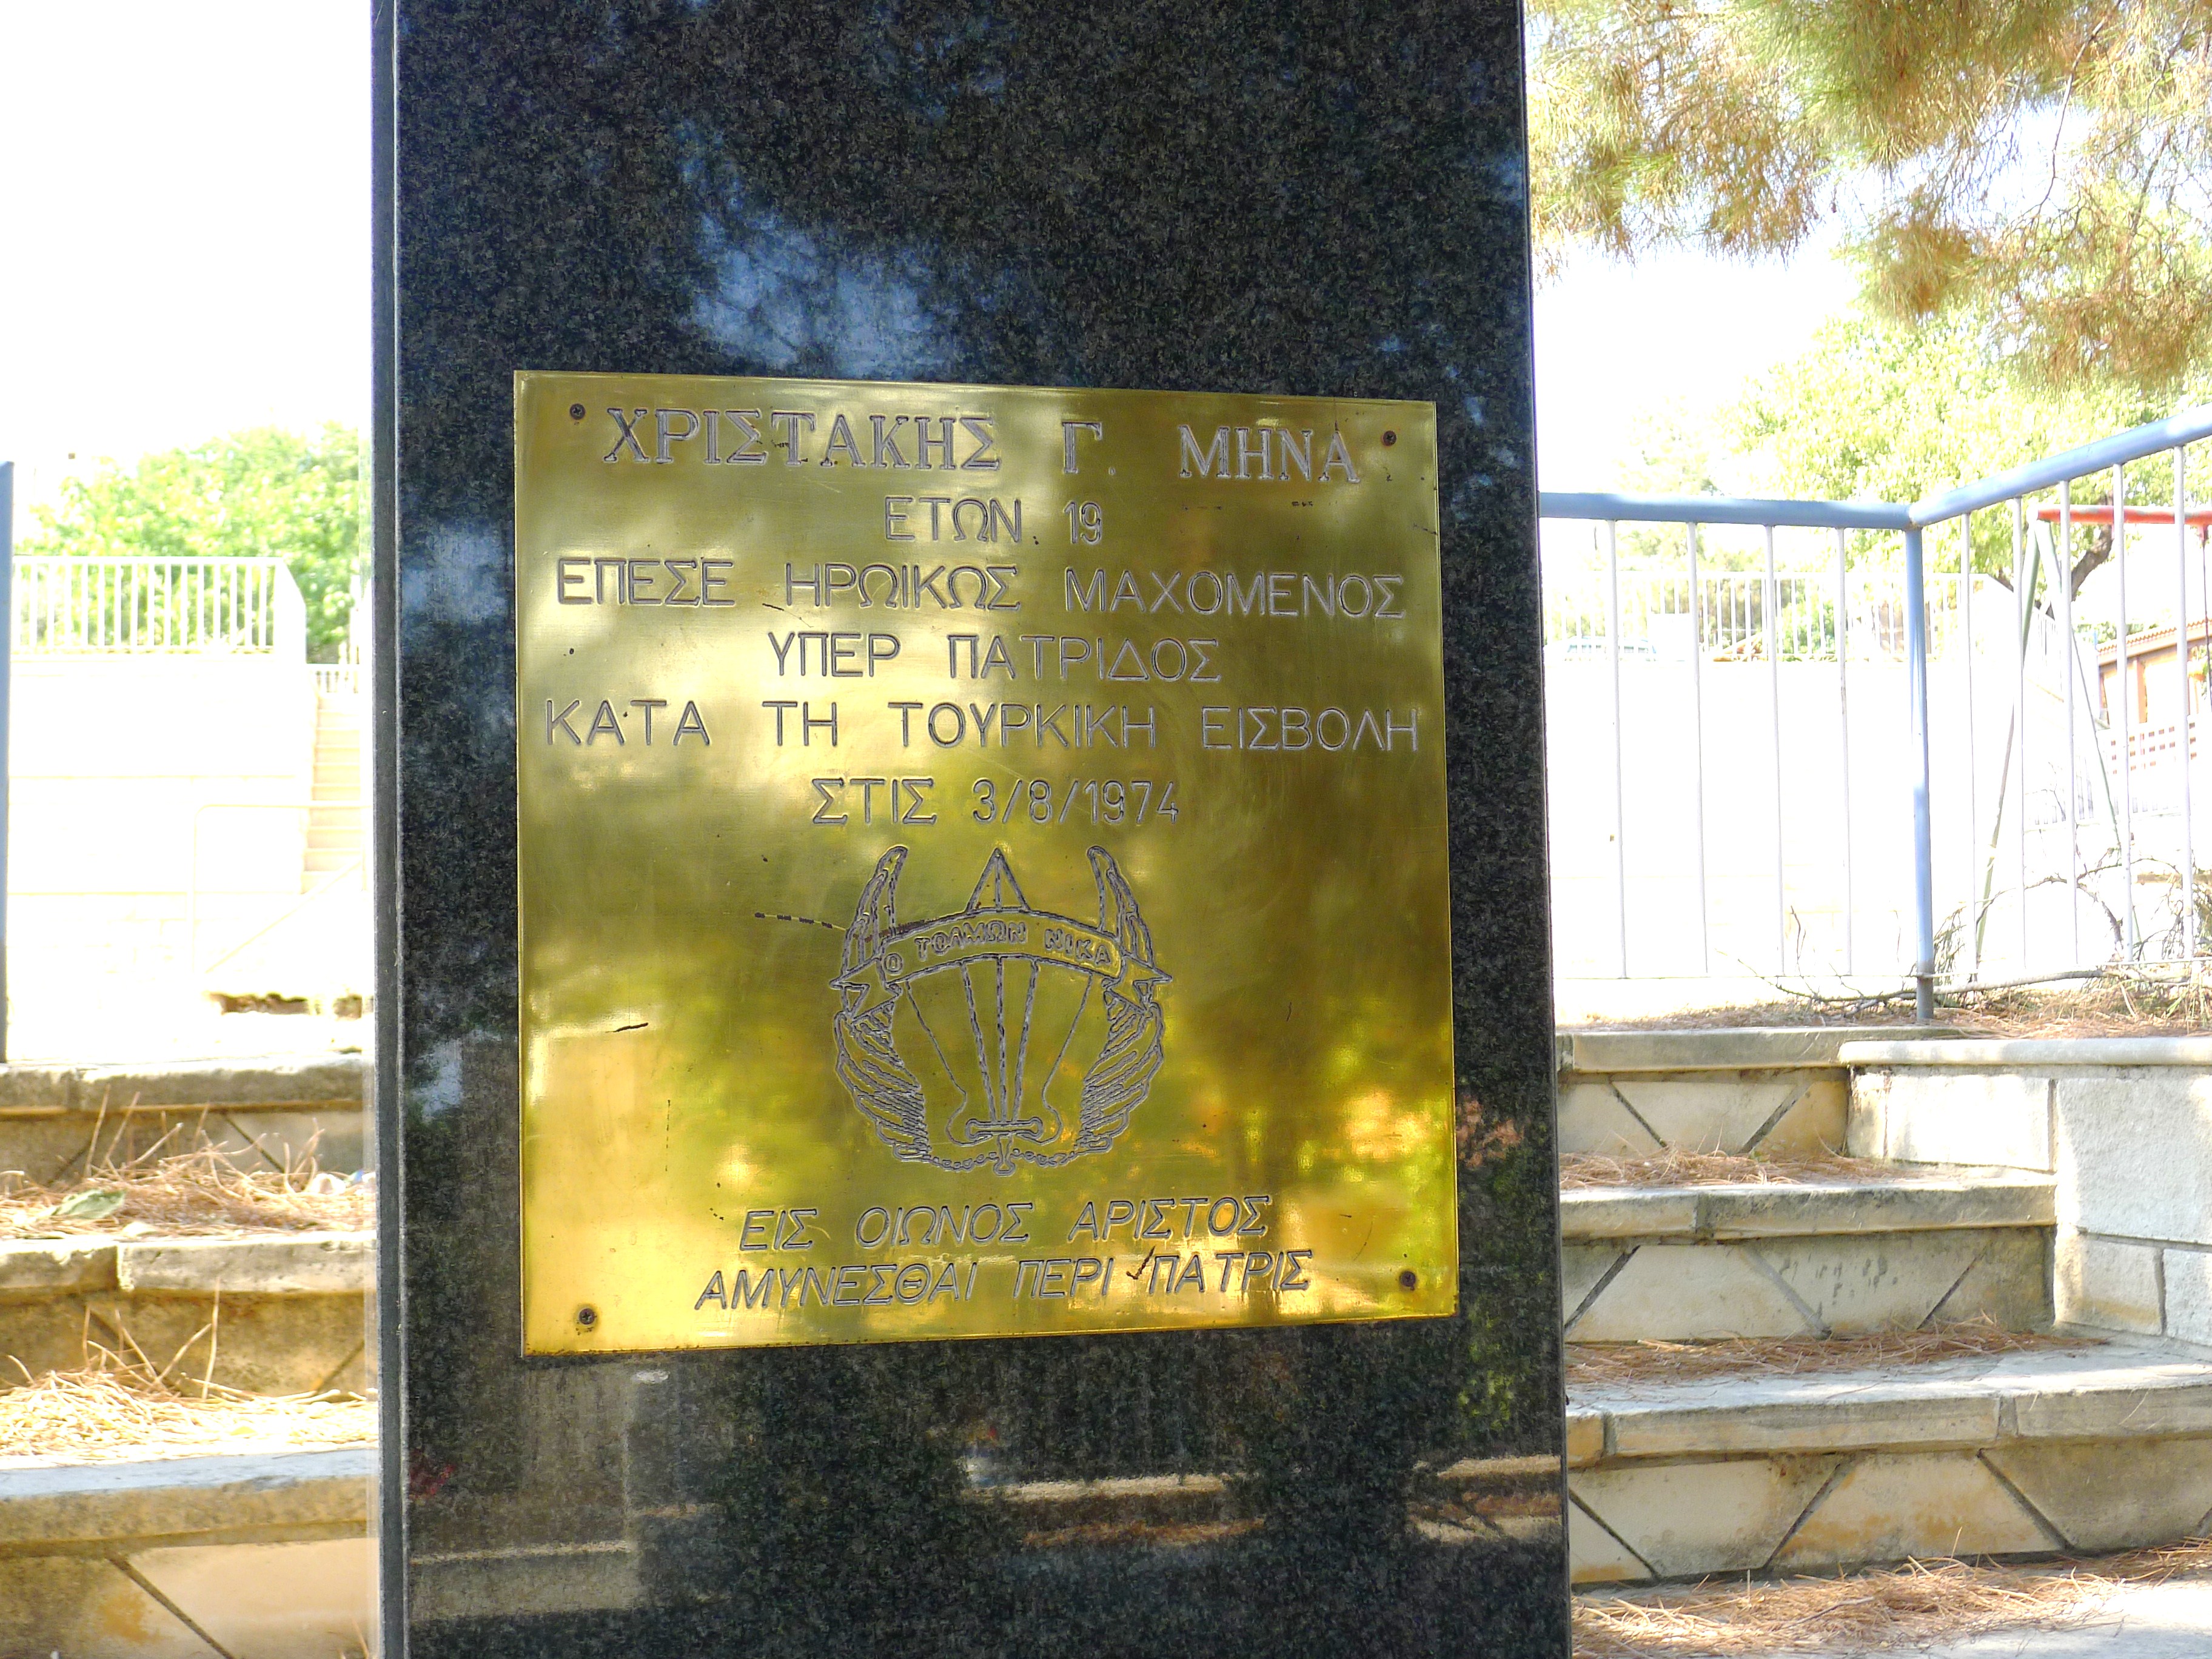 ΧΡΙΣΤΑΚΗΣ Γ. ΜΗΝΑ
ΕΤΩΝ 19
ΕΠΕΣΕ ΗΡΩΙΚΩΣ ΜΑΧΟΜΕΝΟΣ
ΥΠΕΡ ΠΑΤΡΙΔΟΣ
ΚΑΤΑ ΤΗ ΤΟΥΡΚΙΚΗ ΕΙΣΒΟΛΗ
ΣΤΙΣ 3/8/1974
Ο ΤΟΛΜΩΝ ΝΙΚΑ
ΕΙΣ ΟΙΩΝΟΣ ΑΡΙΣΤΟΣ
ΑΜΥΝΕΣΘΑΙ ΠΕΡΙ ΠΑΤΡΙΣ